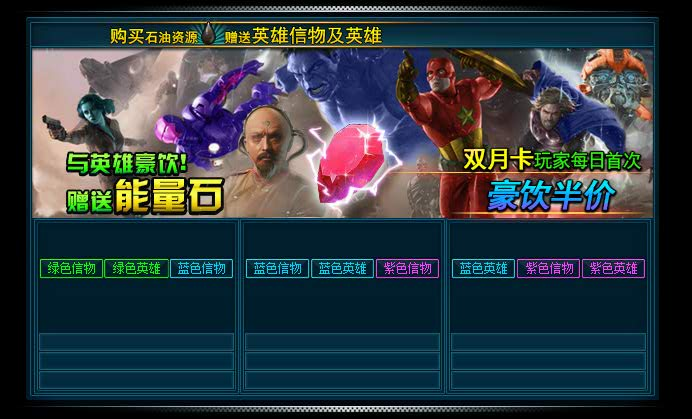 购买石油资源 赠送英雄信物及英雄
与英雄豪饮!
赠送能量石
双月卡玩家每日首次
豪饮半价
绿色信物 绿色英雄 蓝色信物
蓝色信物 蓝色英雄 紫色信物
蓝色英雄 紫色信物 紫色英雄